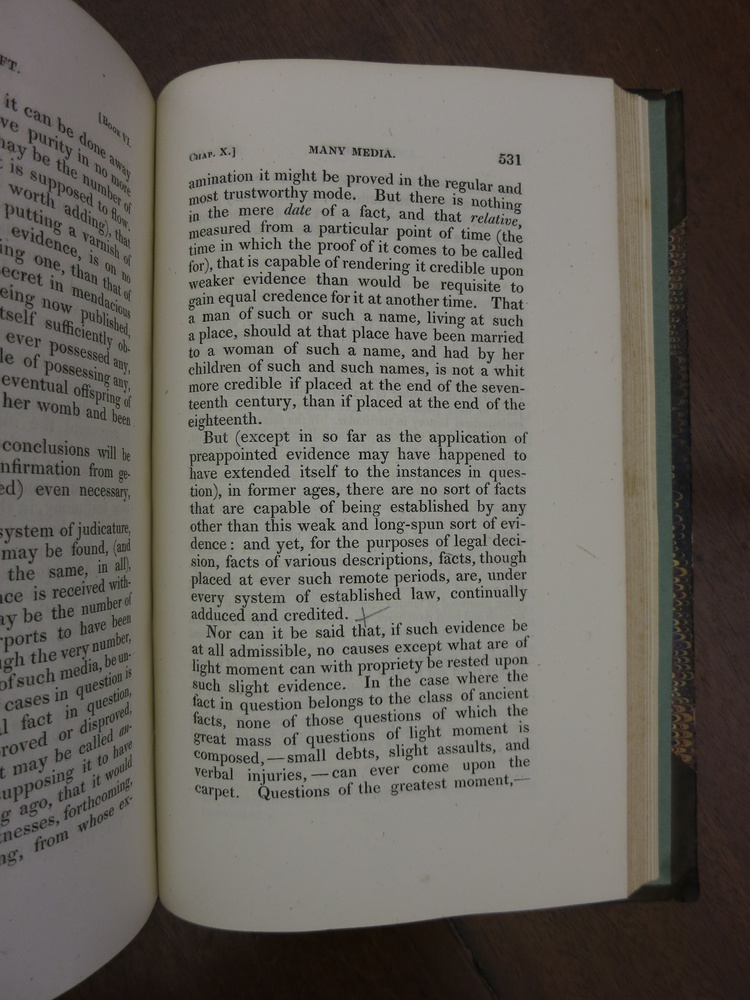 FT.
[Book VI.
it can be done away
ve purity in no more
may be the number of
t is supposed to flow.
worth adding), that
putting a varnish of
evidence, is on no
ing one, than that of
ecret in mendacious
eing now published,
tself sufficiently ob-
ever possessed any,
le of possessing any,
eventual offspring of
her womb and been
conclusions will be
nfirmation from ge-
ed) even necessary,
system of judicature,
may be found, (and
the same, in all),
nce is received with-
ay be the number of
rports to have been
ugh the very number,
of such media, be un-
cases in question is
l fact in question,
proved or disproved,
t may be called an-
supposing it to have
g ago, that it would
tnesses, forthcoming,
ng, from whose ex-
Chap. X.] MANY MEDIA. 531
amination it might be proved in the regular and
most trustworthy mode. But there is nothing
in the mere date of a fact, and that relative,
measured from a particular point of time (the
time in which the proof of it comes to be called
for), that is capable of rendering it credible upon
weaker evidence than would be requisite to
gain equal credence for it at another time. That
a man of such or such a name, living at such
a place, should at that place have been married
to a woman of such a name, and had by her
children of such and such names, is not a whit
more credible if placed at the end of the seven-
teenth century, than if placed at the end of the
eighteenth.
But (except in so far as the application of
preappointed evidence may have happened to
have extended itself to the instances in ques-
tion), in former ages, there are no sort of facts
that are capable of being established by any
other than this weak and long-spun sort of evi-
dence: and yet, for the purposes of legal deci-
sion, facts of various descriptions, facts, though
placed at ever such remote periods, are, under
every system of established law, continually
adduced and credited.
Nor can it be said that, if such evidence be
at all admissible, no causes except what are of
light moment can with propriety be rested upon
such slight evidence. In the case where the
fact in question belongs to the class of ancient
facts, none of those questions of which the
great mass of questions of light moment is
composed,—small debts, slight assaults, and
verbal injuries,—can ever come upon the
carpet. Questions of the greatest moment,—